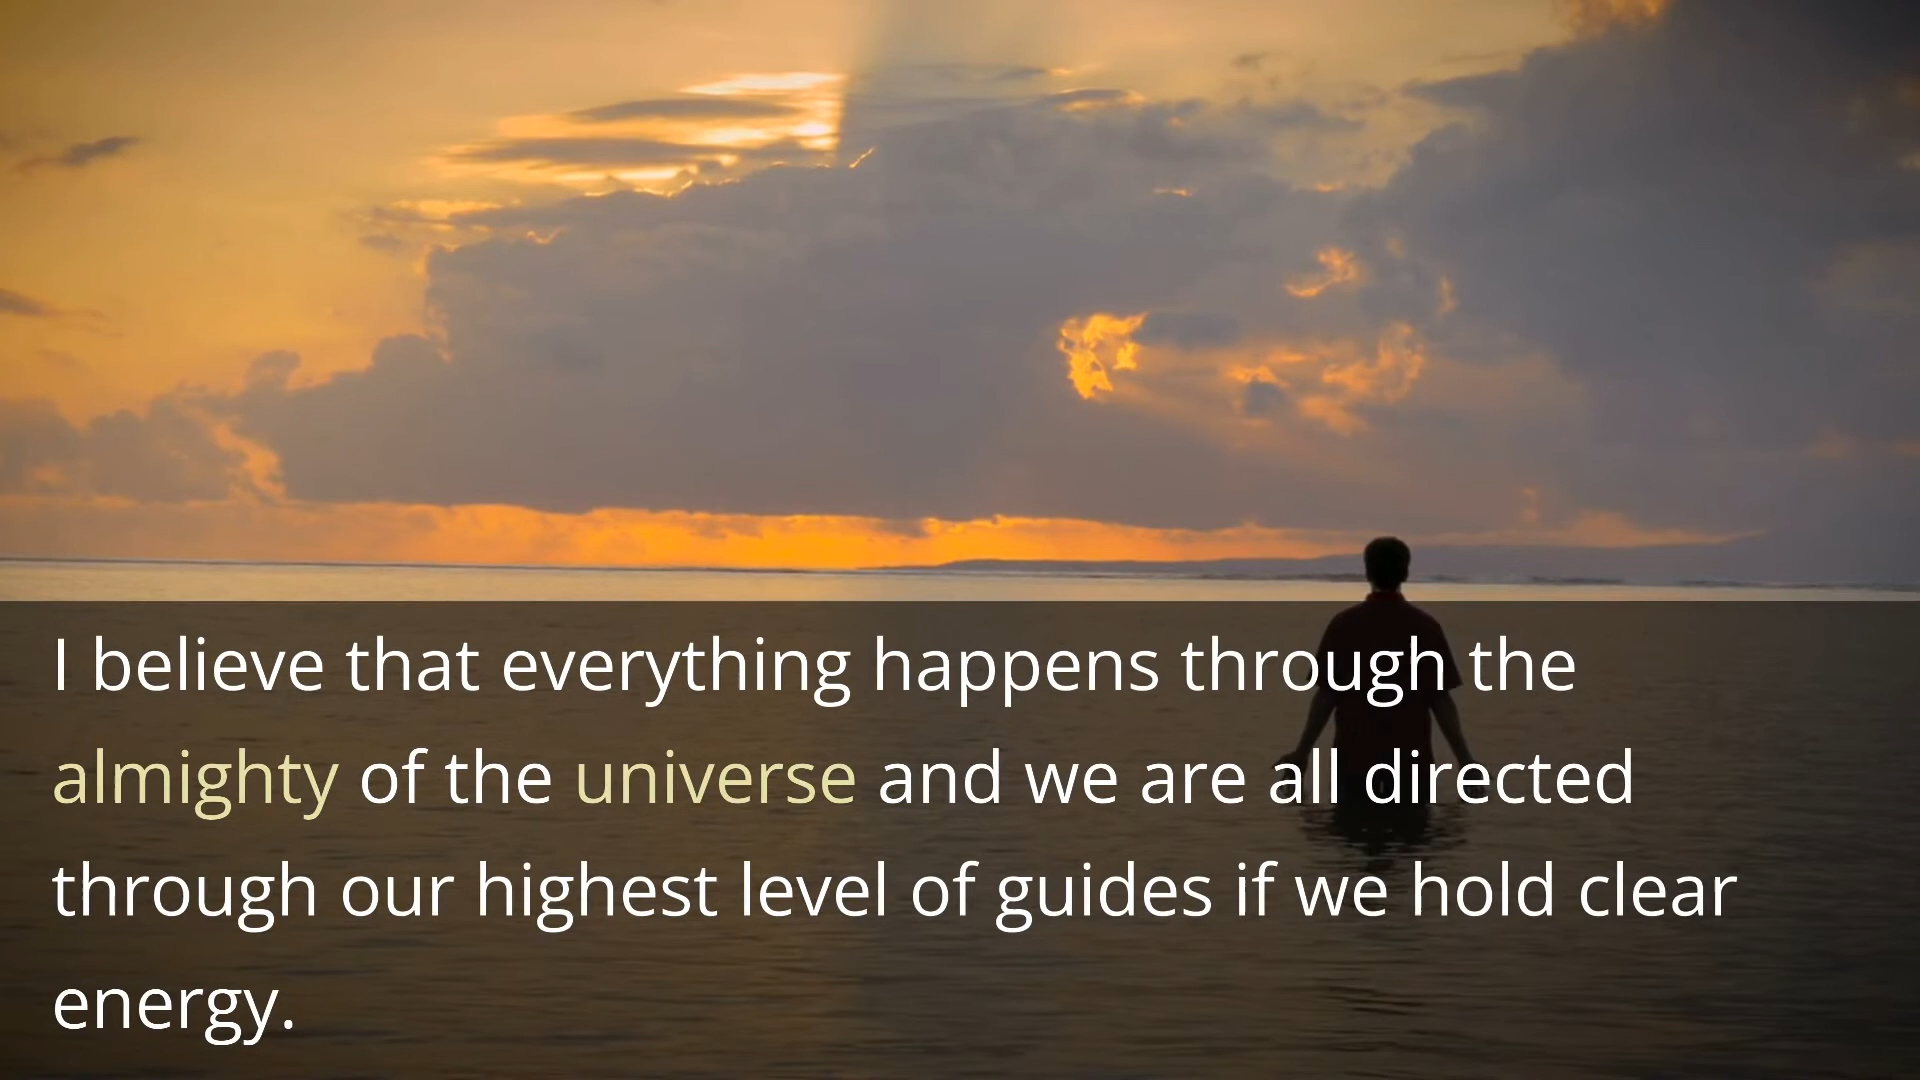 I believe that everything happens through the
almighty of the universe and we are all directed
through our highest level of guides if we hold clear
energy.